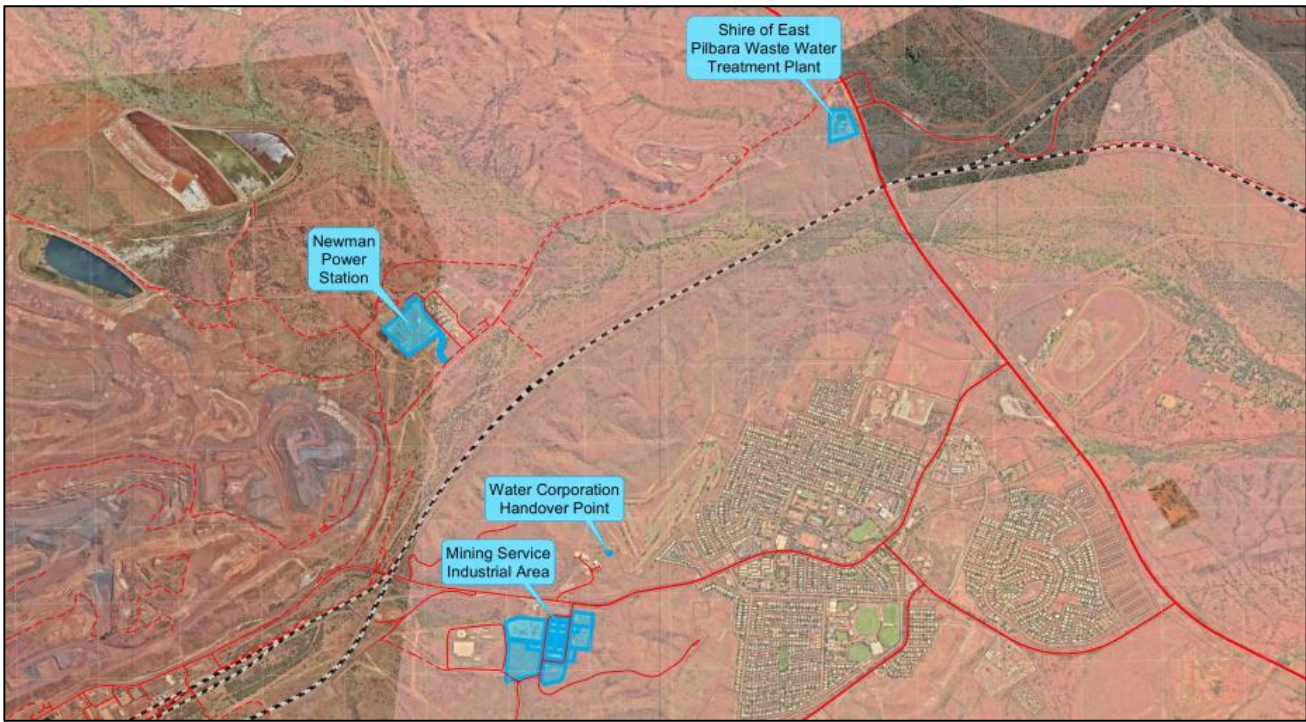 Shire of East
Pilbara Waste Water
Treatment Plant
Newman
Power
Station
Water Corporation
Handover Point
Mining Service
Industrial Area